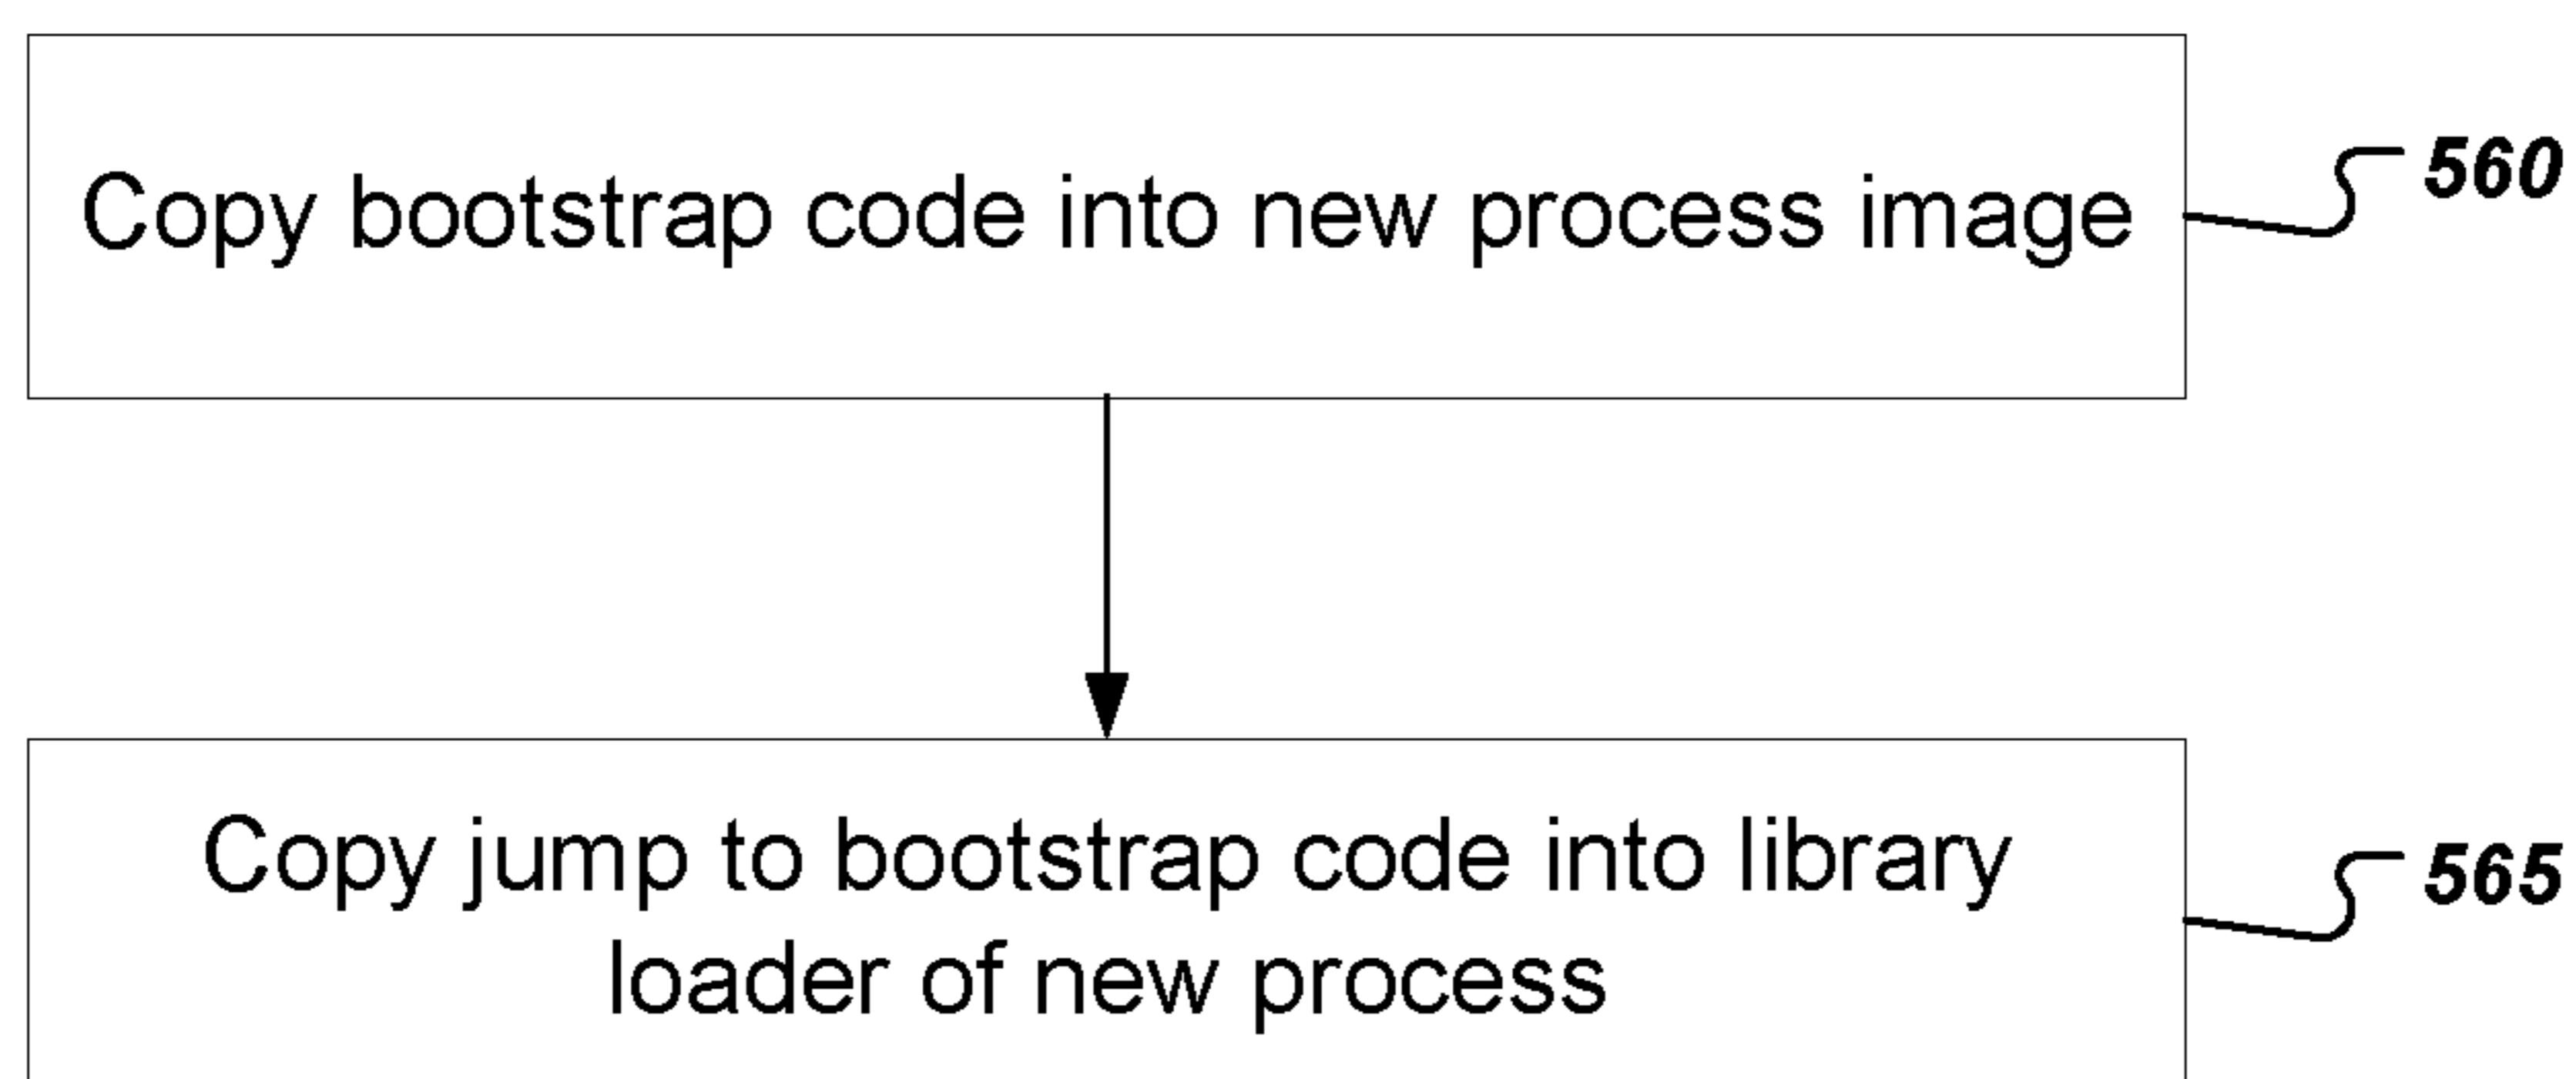 Copy bootstrap code into new process image
560
Copy jump to bootstrap code into library
loader of new process
565